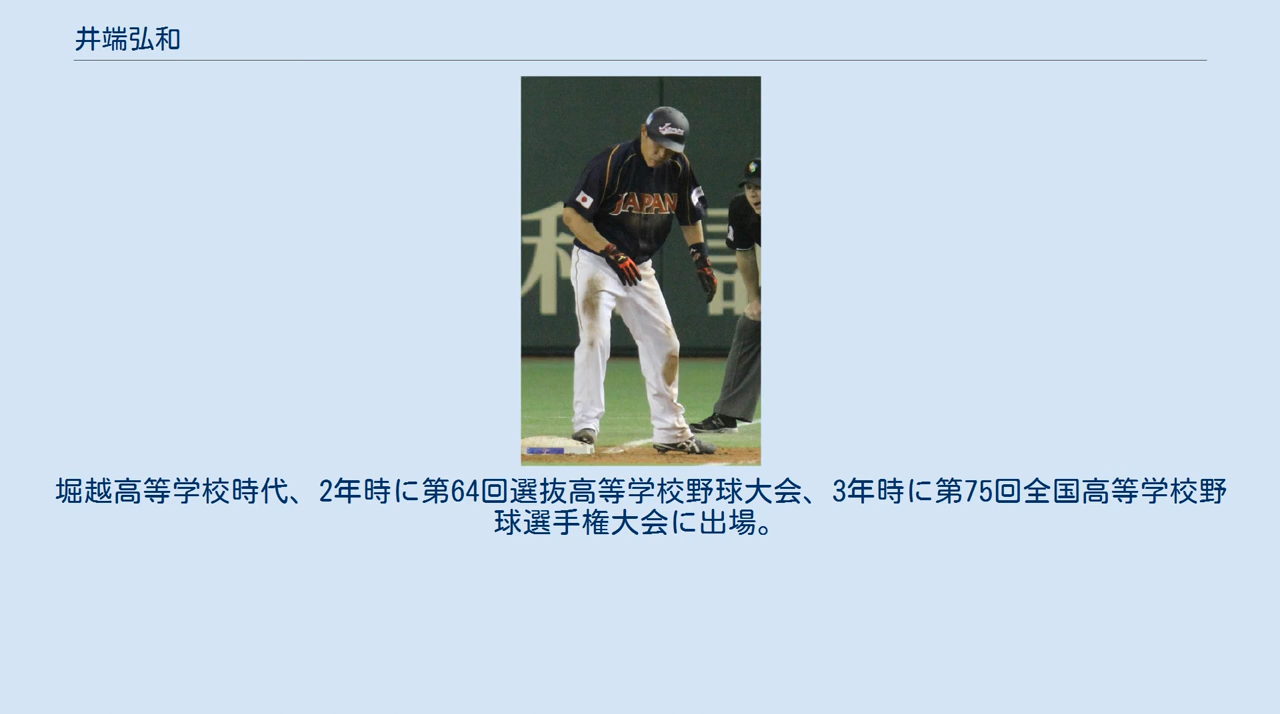 井端弘和
JAPAN
利
堀越高等学校時代、2年時に第64回選抜高等学校野球大会、3年時に第75回全国高等学校野
球選手権大会に出場。